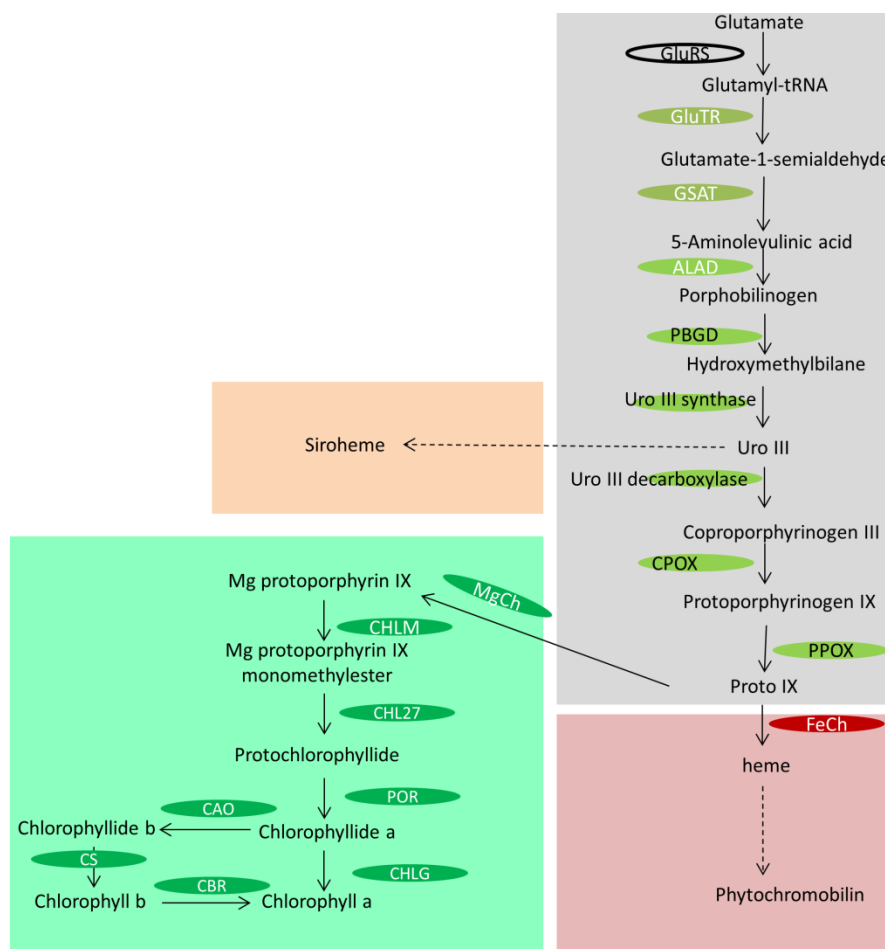 Glutamate
GluRS
Glutamyl-tRNA
GluTR
Glutamate-1-semialdehyde
GSAT
5-Aminolevulinic acid
ALAD
Porphobilinogen
PBGD
Hydroxymethylbilane
Uro III synthase
Siroheme
Uro III
Uro III decarboxylase
Coproporphyrinogen III
CPOX
Protoporphyrinogen IX
PPOX
Proto IX
FeCh
heme
Phytochromobilin
MgCh
Mg protoporphyrin IX
CHLM
Mg protoporphyrin IX
monomethylester
CHL27
Protochlorophyllide
POR
CAO
Chlorophyllide b
Chlorophyllide a
CS
CHLG
CBR
Chlorophyll b
Chlorophyll a